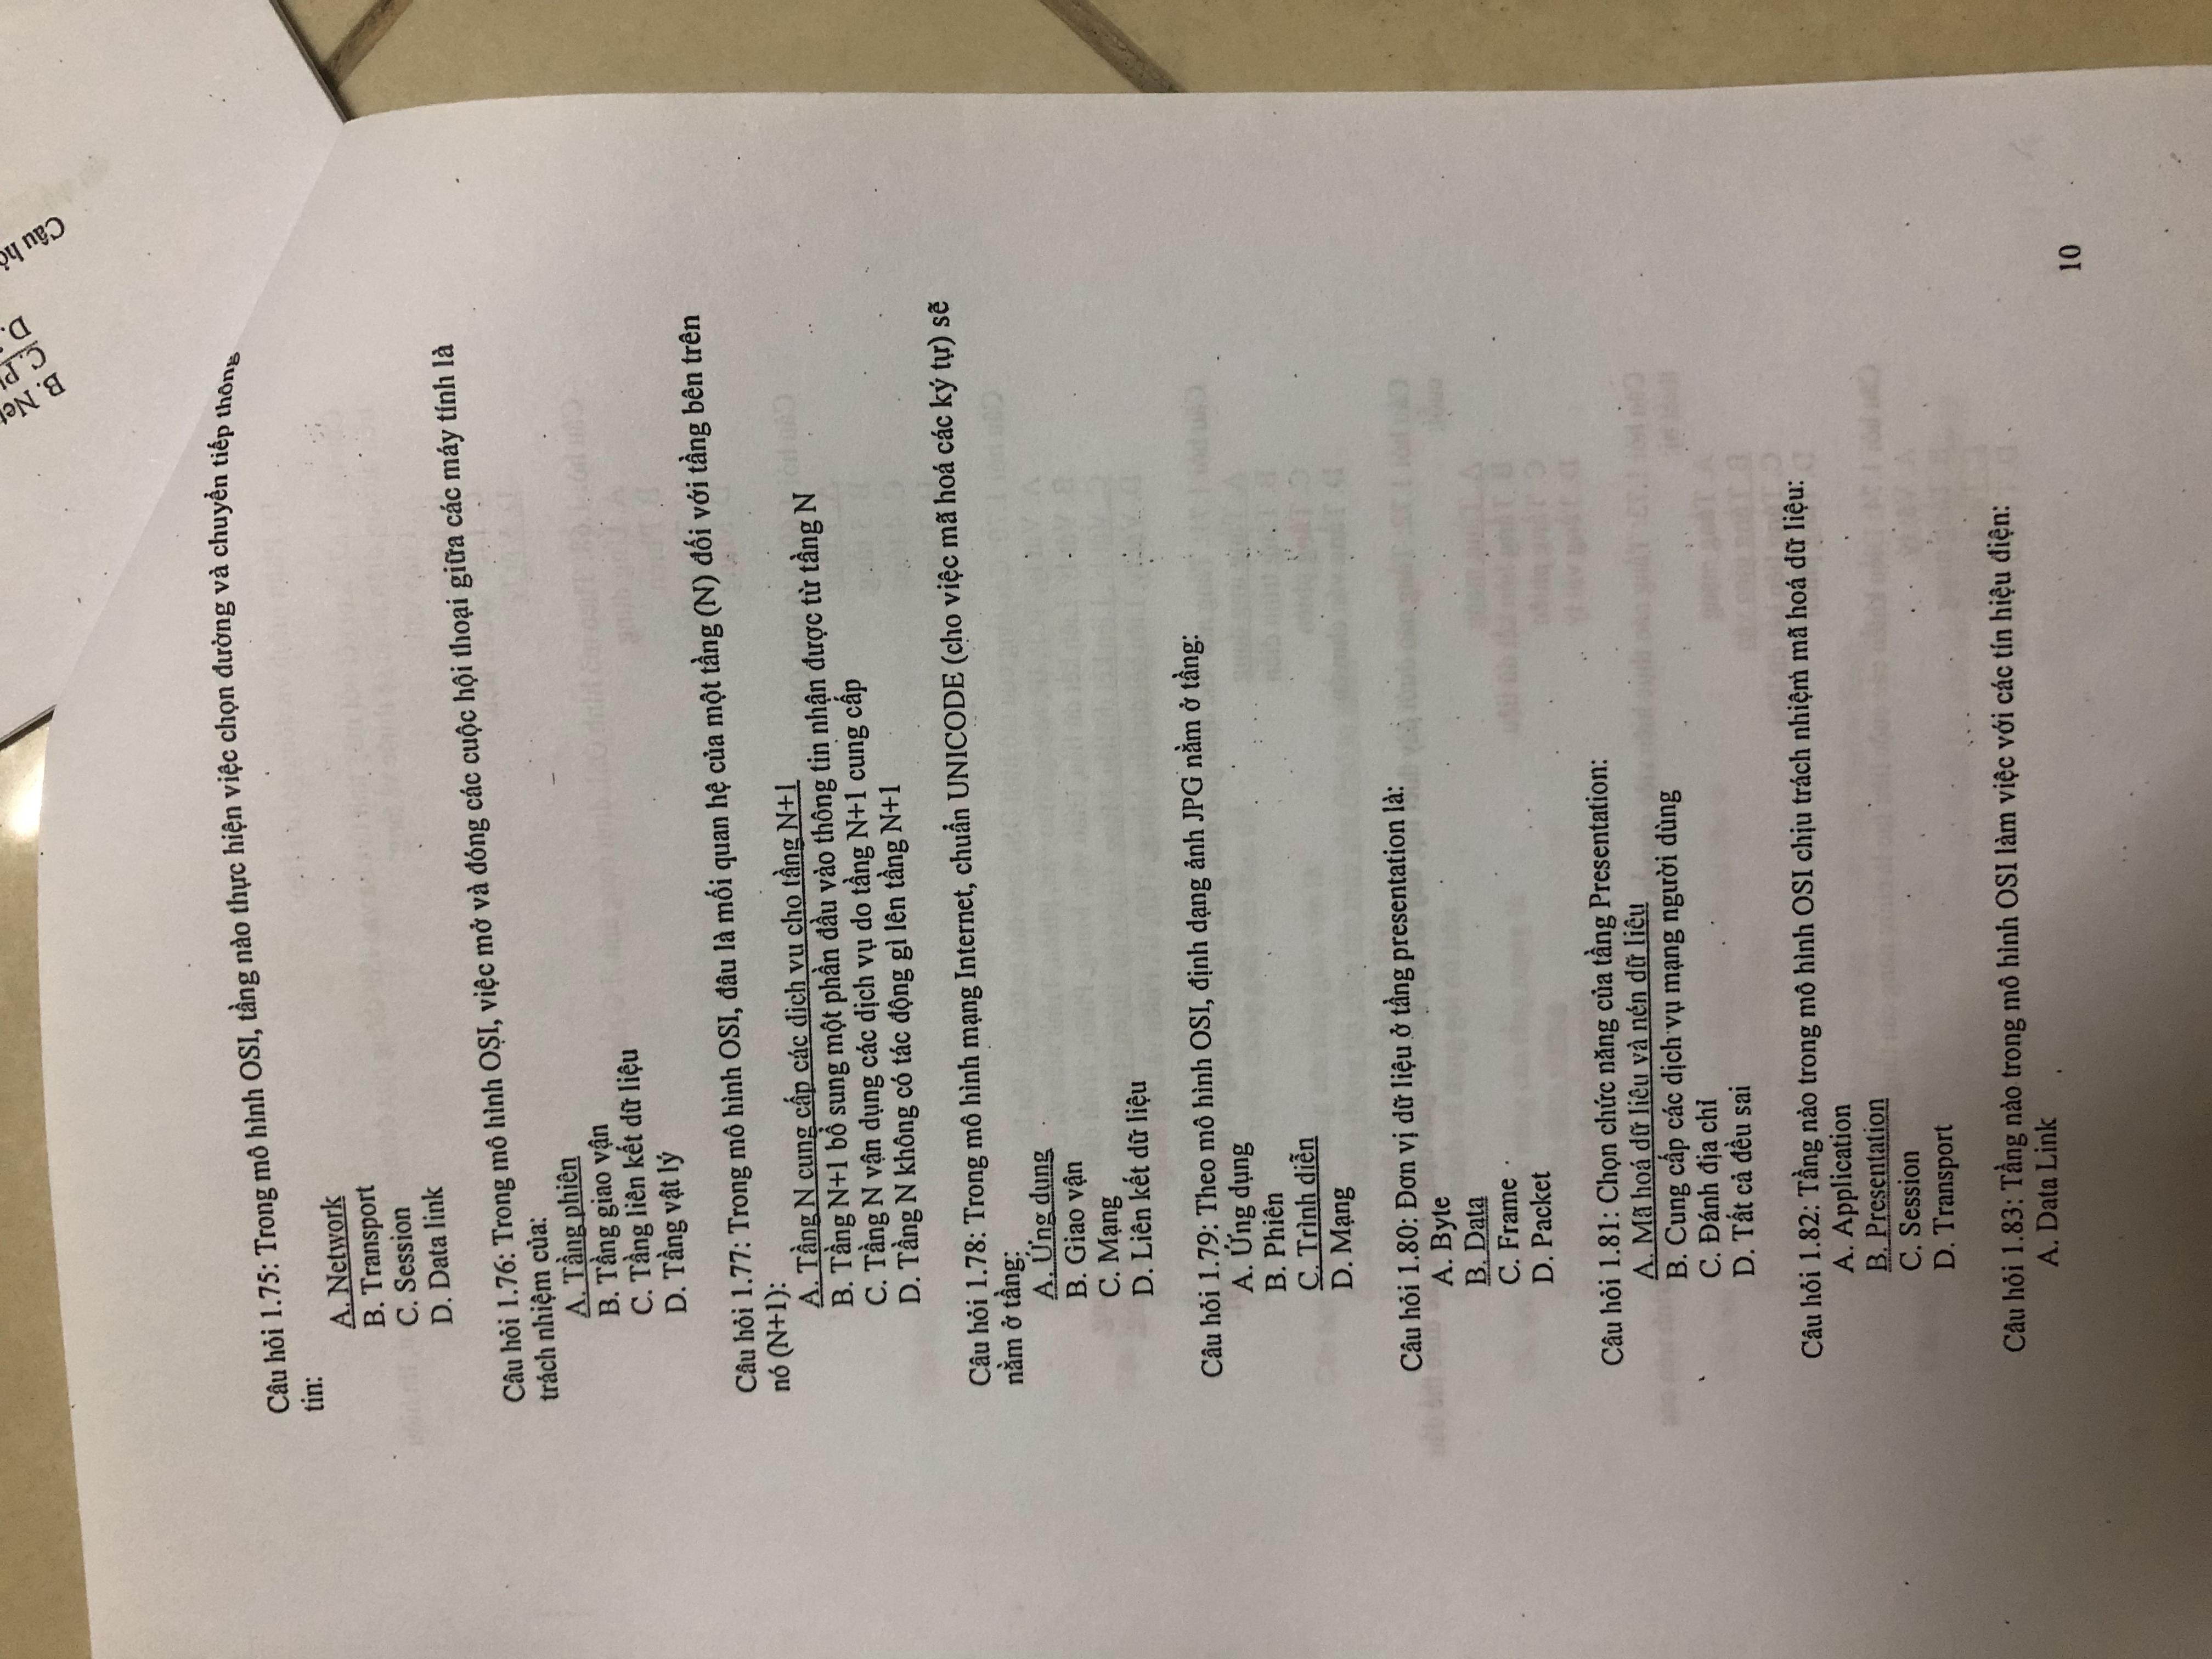 Câu hỏi 1.75: Trong mô hình OSI, tầng nào thực hiện việc chọn đường và chuyển tiếp thông
tin:
A. Network
B. Transport
C. Session
D. Data link
Câu hỏi 1.76: Trong mô hình OSI, việc mở và đóng các cuộc hội thoại giữa các máy tính là
trách nhiệm của:
A. Tầng phiên
B. Tầng giao vận
C. Tầng liên kết dữ liệu
D. Tầng vật lý
Câu hỏi 1.77: Trong mô hình OSI, đâu là mối quan hệ của một tầng (N) đối với tầng bên trên
nó (N+1):
A. Tầng N cung cấp các dịch vụ cho tầng N+1
B. Tầng N+1 bổ sung một phần đầu vào thông tin nhận được từ tầng N
C. Tầng N vận dụng các dịch vụ do tầng N+1 cung cấp
D. Tầng N không có tác động gì lên tầng N+1
Câu hỏi 1.78: Trong mô hình mạng Internet, chuẩn UNICODE (cho việc mã hoá các ký tự) sẽ
nằm ở tầng:
A. Ứng dụng
B. Giao vận
C. Mạng
D. Liên kết dữ liệu
Câu hỏi 1.79: Theo mô hình OSI, định dạng ảnh JPG nằm ở tầng:
A. Ứng dụng
B. Phiên
C. Trình diễn
D. Mạng
Câu hỏi 1.80: Đơn vị dữ liệu ở tầng presentation là:
A. Byte
B. Data
C. Frame
D. Packet
Câu hỏi 1.81: Chọn chức năng của tầng Presentation:
A. Mã hoá dữ liệu và nén dữ liệu
B. Cung cấp các dịch vụ mạng người dùng
C. Đánh địa chỉ
D. Tất cả đều sai
Câu hỏi 1.82: Tầng nào trong mô hình OSI chịu trách nhiệm mã hoá dữ liệu:
A. Application
B. Presentation
C. Session
D. Transport
Câu hỏi 1.83: Tầng nào trong mô hình OSI làm việc với các tín hiệu điện:
A. Data Link
10
B.
C.
D.
Câu